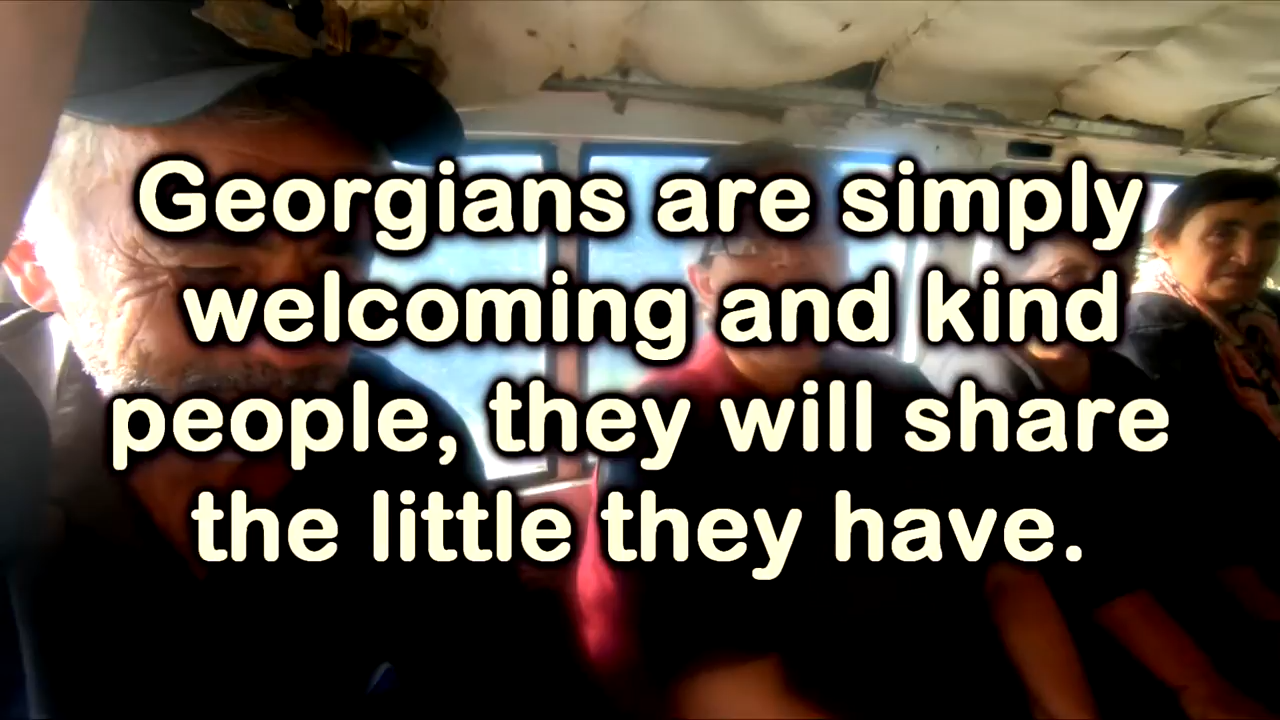 Georgians are simply
welcoming and kind
people, they will share
the little they have.